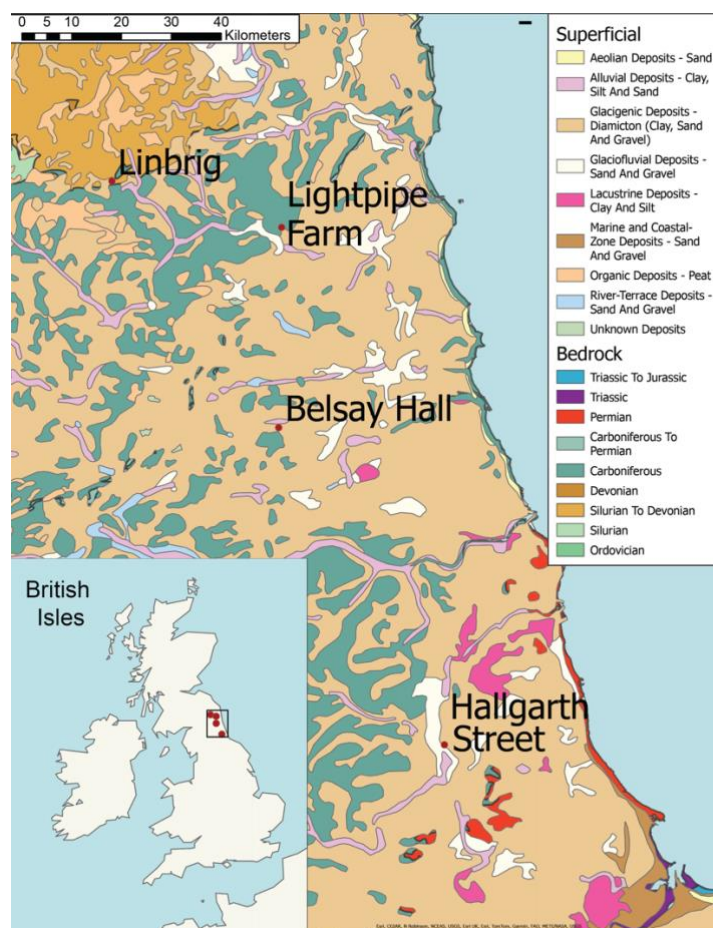 0 5 10 20 30 40
Kilometers
Linbrig
Lightpipe
Farm
Belsay Hall
Hallgarth
Street
British
Isles
Superficial
Aeolian Deposits - Sand
Alluvial Deposits - Clay,
Silt And Sand
Glacigenic Deposits -
Diamicton (Clay, Sand
And Gravel)
Glaciofluvial Deposits -
Sand And Gravel
Lacustrine Deposits -
Clay And Silt
Marine and Coastal-
Zone Deposits - Sand
And Gravel
Organic Deposits - Peat
River-Terrace Deposits -
Sand And Gravel
Unknown Deposits
Bedrock
Triassic To Jurassic
Triassic
Permian
Carboniferous To
Permian
Carboniferous
Devonian
Silurian To Devonian
Silurian
Ordovician